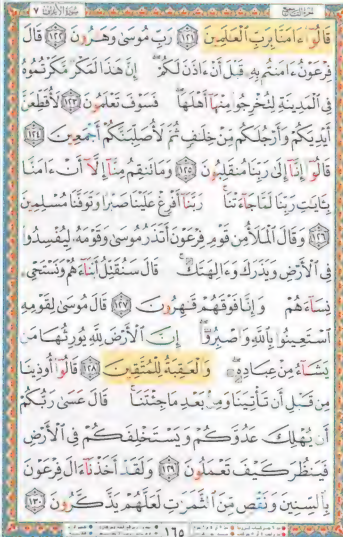 سورة الأعراف ٧
قَالُوٓا۟ ءَامَنَّا بِرَبِّ ٱلْعَٰلَمِينَ ١٢١ رَبِّ مُوسَىٰ وَهَٰرُونَ ١٢٢ قَالَ
فِرْعَوْنُ ءَامَنتُم بِهِۦ قَبْلَ أَنْ ءَاذَنَ لَكُمْ إِنَّ هَٰذَا لَمَكْرٌ مَّكَرْتُمُوهُ
فِى ٱلْمَدِينَةِ لِتُخْرِجُوا۟ مِنْهَآ أَهْلَهَا فَسَوْفَ تَعْلَمُونَ ١٢٣ لَأُقَطِّعَنَّ
أَيْدِيَكُمْ وَأَرْجُلَكُم مِّنْ خِلَٰفٍ ثُمَّ لَأُصَلِّبَنَّكُمْ أَجْمَعِينَ ١٢٤
قَالُوٓا۟ إِنَّآ إِلَىٰ رَبِّنَا مُنقَلِبُونَ ١٢٥ وَمَا تَنقِمُ مِنَّآ إِلَّآ أَنْ ءَامَنَّا
بِـَٔايَٰتِ رَبِّنَا لَمَّا جَآءَتْنَا رَبَّنَآ أَفْرِغْ عَلَيْنَا صَبْرًا وَتَوَفَّنَا مُسْلِمِينَ
١٢٦ وَقَالَ ٱلْمَلَأُ مِن قَوْمِ فِرْعَوْنَ أَتَذَرُ مُوسَىٰ وَقَوْمَهُۥ لِيُفْسِدُوا۟
فِى ٱلْأَرْضِ وَيَذَرَكَ وَءَالِهَتَكَ قَالَ سَنُقَتِّلُ أَبْنَآءَهُمْ وَنَسْتَحْىِۦ
نِسَآءَهُمْ وَإِنَّا فَوْقَهُمْ قَٰهِرُونَ ١٢٧ قَالَ مُوسَىٰ لِقَوْمِهِ
ٱسْتَعِينُوا۟ بِٱللَّهِ وَٱصْبِرُوٓا۟ إِنَّ ٱلْأَرْضَ لِلَّهِ يُورِثُهَا مَن
يَشَآءُ مِنْ عِبَادِهِۦ وَٱلْعَٰقِبَةُ لِلْمُتَّقِينَ ١٢٨ قَالُوٓا۟ أُوذِينَا
مِن قَبْلِ أَن تَأْتِيَنَا وَمِنۢ بَعْدِ مَا جِئْتَنَا قَالَ عَسَىٰ رَبُّكُمْ
أَن يُهْلِكَ عَدُوَّكُمْ وَيَسْتَخْلِفَكُمْ فِى ٱلْأَرْضِ
فَيَنظُرَ كَيْفَ تَعْمَلُونَ ١٢٩ وَلَقَدْ أَخَذْنَآ ءَالَ فِرْعَوْنَ
بِٱلسِّنِينَ وَنَقْصٍ مِّنَ ٱلثَّمَرَٰتِ لَعَلَّهُمْ يَذَّكَّرُونَ ١٣٠
١٦٥